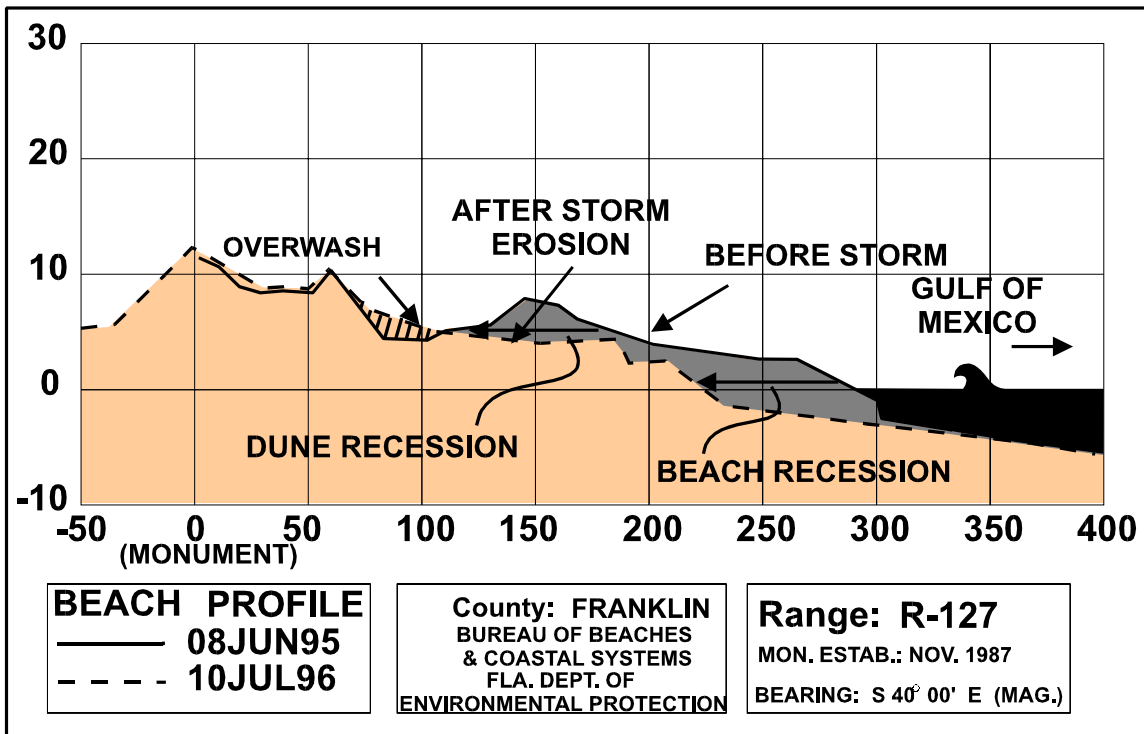 30
20
10
0
-10
OVERWASH
AFTER STORM
EROSION
BEFORE STORM
GULF OF
MEXICO
DUNE RECESSION
BEACH RECESSION
-50 0 50 100 150 200 250 300 350 400
(MONUMENT)
BEACH PROFILE
08JUN95
10JUL96
County: FRANKLIN
BUREAU OF BEACHES
& COASTAL SYSTEMS
FLA. DEPT. OF
ENVIRONMENTAL PROTECTION
Range: R-127
MON. ESTAB.: NOV. 1987
BEARING: S 40° 00' E (MAG.)